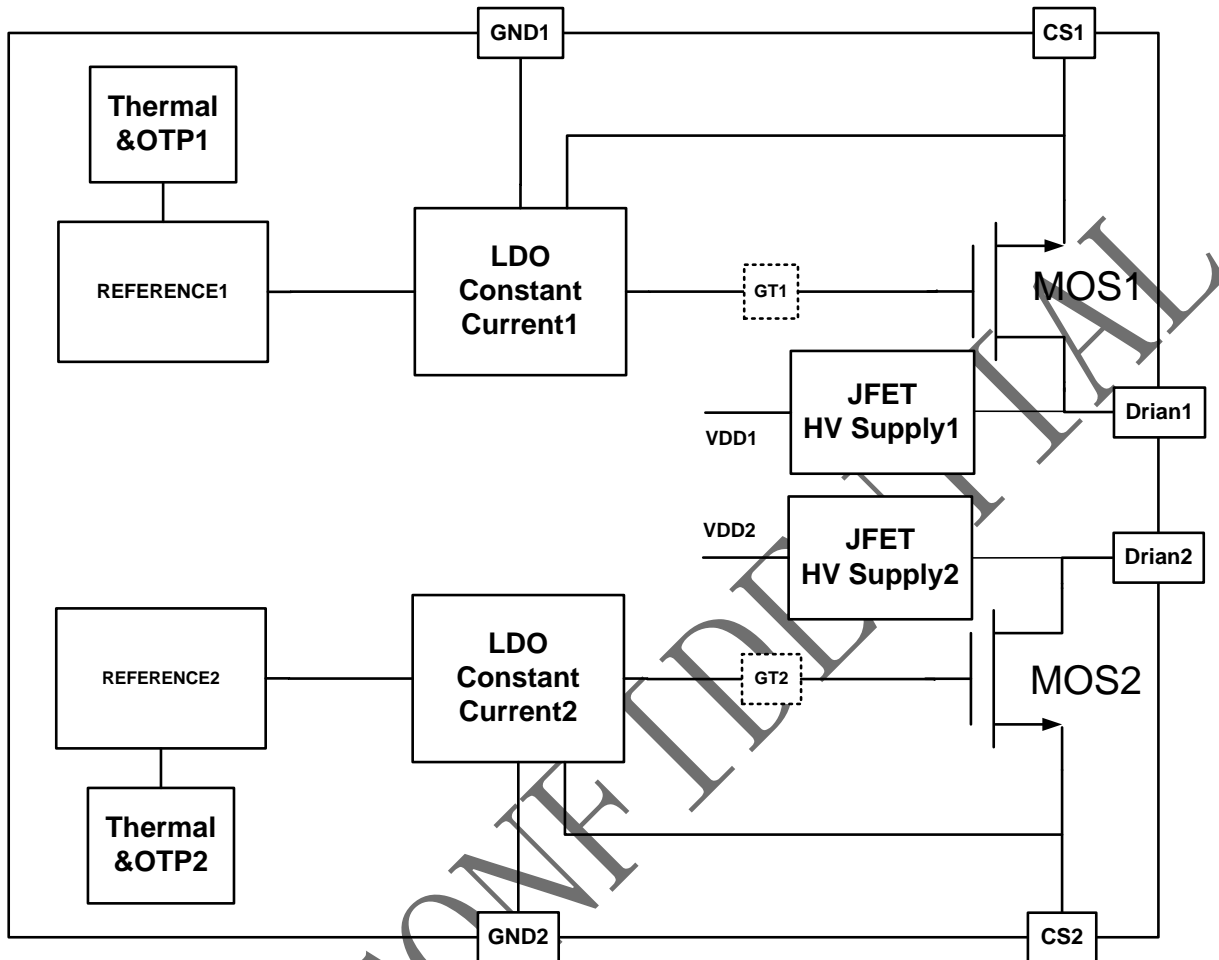 GND1
CS1
Thermal
&OTP1
LDO
Constant
Current1
REFERENCE1
GT1
MOS1
JFET
HV Supply1
VDD1
Drian1
VDD2
JFET
HV Supply2
Drian2
LDO
Constant
Current2
REFERENCE2
GT2
MOS2
Thermal
&OTP2
GND2
CS2
ONFIDENTIAL